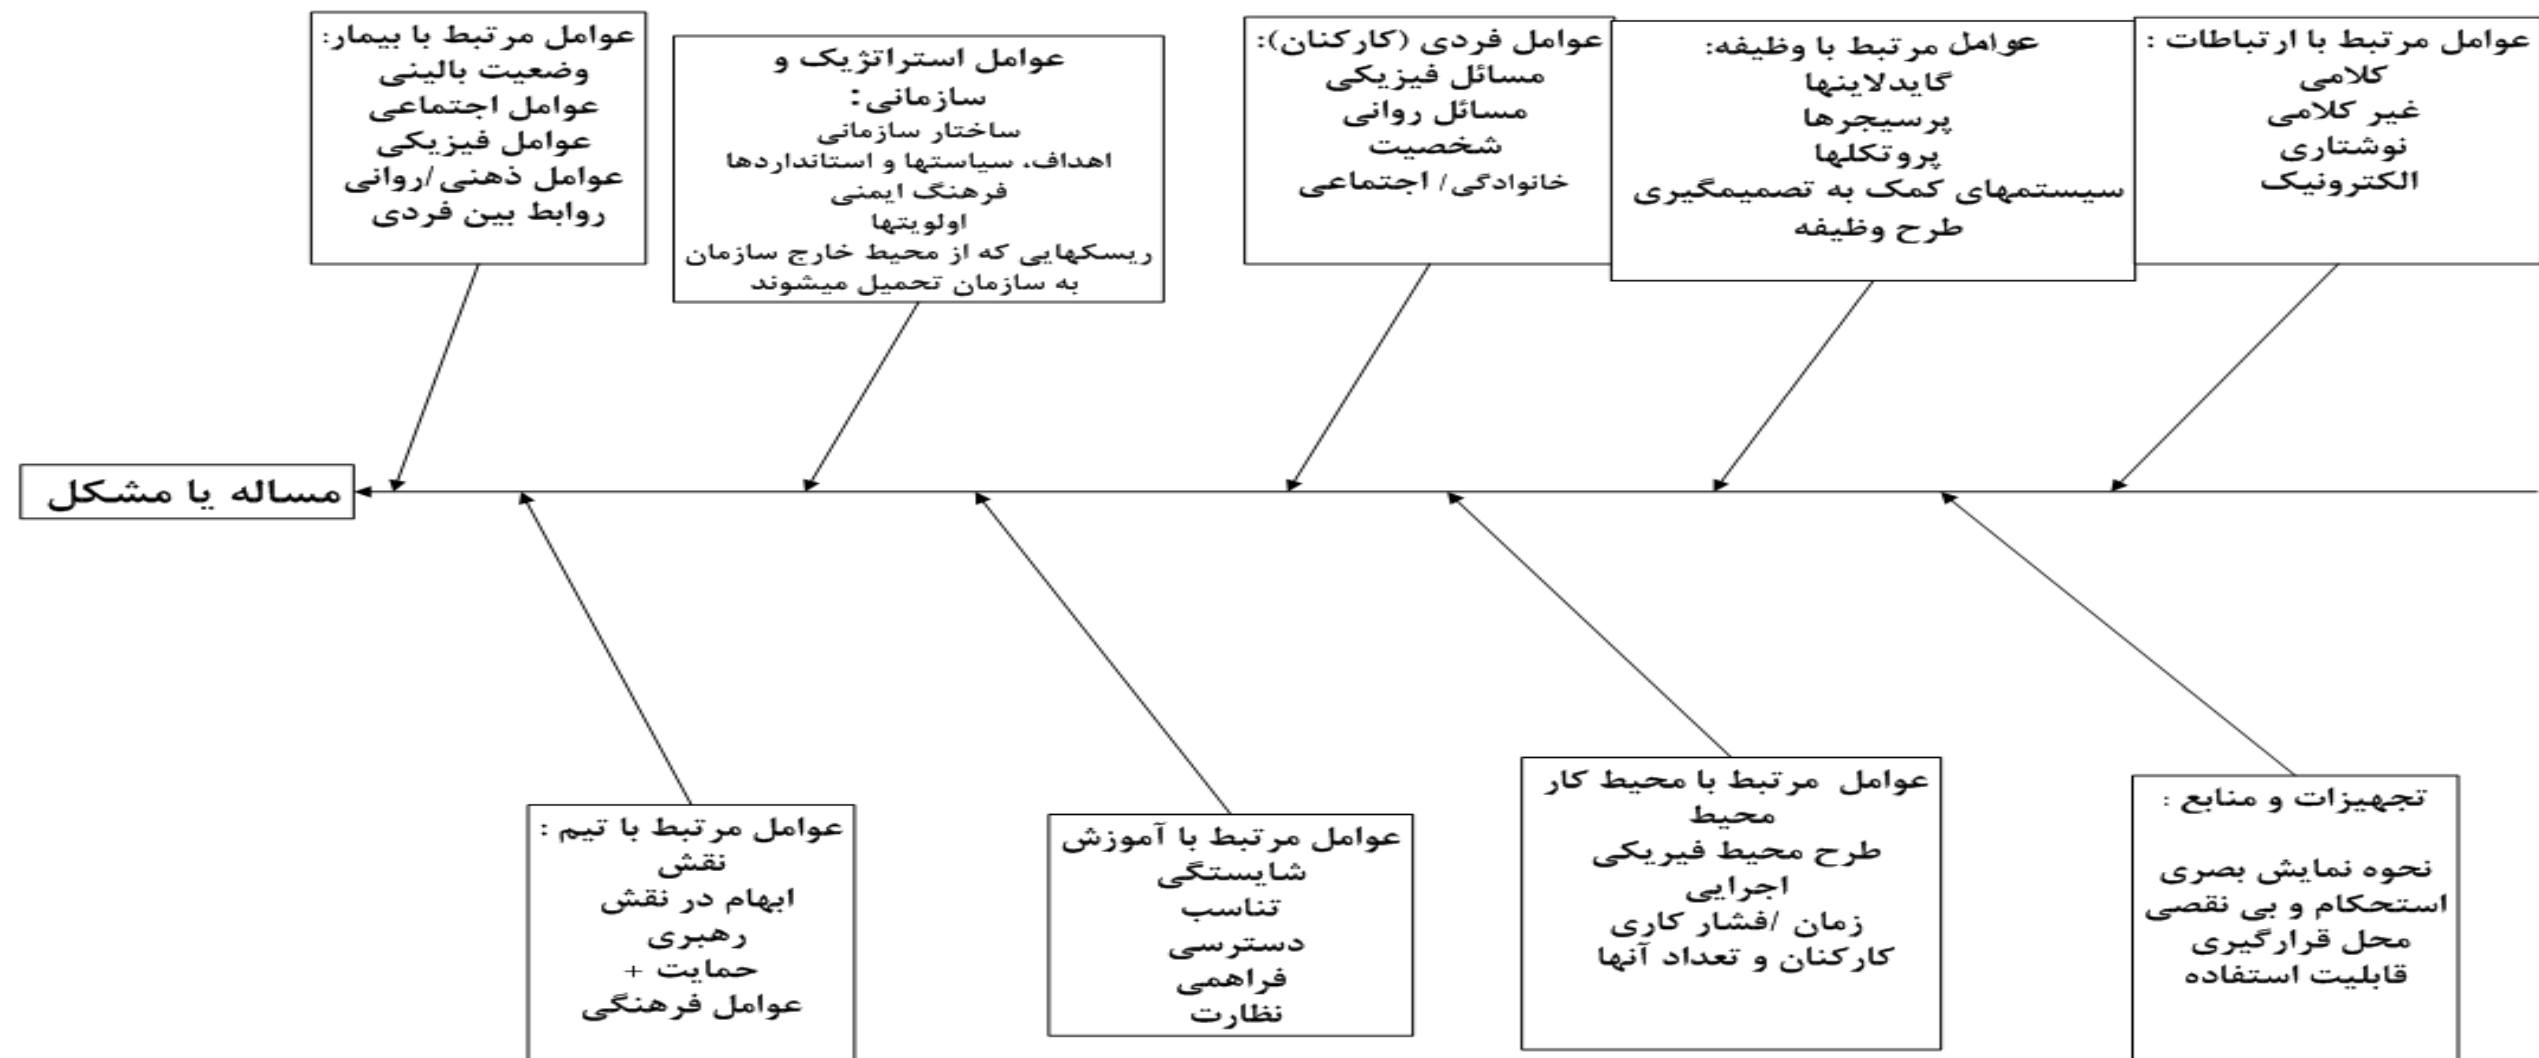 عوامل مرتبط با ارتباطات :
کلامی
غیر کلامی
نوشتاری
الکترونیک
عوامل مرتبط با وظیفه:
گایدلاینها
پرسیجرها
پروتکلها
سیستمهای کمک به تصمیمگیری
طرح وظیفه
عوامل فردی (کارکنان):
مسائل فیزیکی
مسائل روانی
شخصیت
خانوادگی/ اجتماعی
عوامل استراتژیک و
سازمانی:
ساختار سازمانی
اهداف، سیاستها و استانداردها
فرهنگ ایمنی
اولویتها
ریسکهایی که از محیط خارج سازمان
به سازمان تحمیل میشوند
عوامل مرتبط با بیمار:
وضعیت بالینی
عوامل اجتماعی
عوامل فیزیکی
عوامل ذهنی/روانی
روابط بین فردی
مساله یا مشکل
تجهیزات و منابع :
نحوه نمایش بصری
استحکام و بی نقصی
محل قرارگیری
قابلیت استفاده
عوامل مرتبط با محیط کار
محیط
طرح محیط فیریکی
اجرایی
زمان /فشار کاری
کارکنان و تعداد آنها
عوامل مرتبط با آموزش
شایستگی
تناسب
دسترسی
فراهمی
نظارت
عوامل مرتبط با تیم :
نقش
ابهام در نقش
رهبری
حمایت +
عوامل فرهنگی